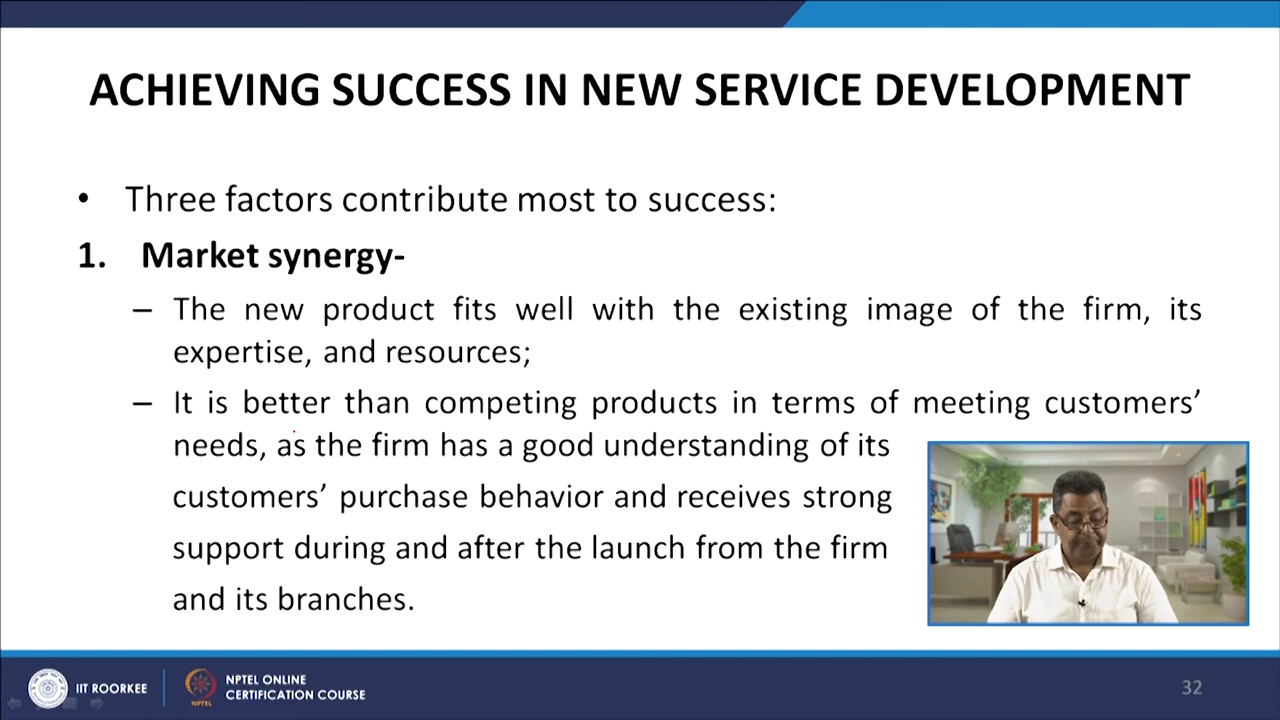 ACHIEVING SUCCESS IN NEW SERVICE DEVELOPMENT
• Three factors contribute most to success:
1. Market synergy-
– The new product fits well with the existing image of the firm, its
expertise, and resources;
– It is better than competing products in terms of meeting customers’
needs, as the firm has a good understanding of its
customers’ purchase behavior and receives strong
support during and after the launch from the firm
and its branches.
IIT ROORKEE
NPTEL
NPTEL ONLINE
CERTIFICATION COURSE
32